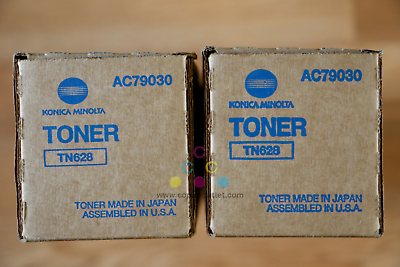 AC79030
KONICA MINOLTA
TONER
TN628
TONER MADE IN JAPAN
ASSEMBLED IN U.S.A.
AC79030
KONICA MINOLTA
TONER
TN628
TONER MADE IN JAPAN
ASSEMBLED IN U.S.A.